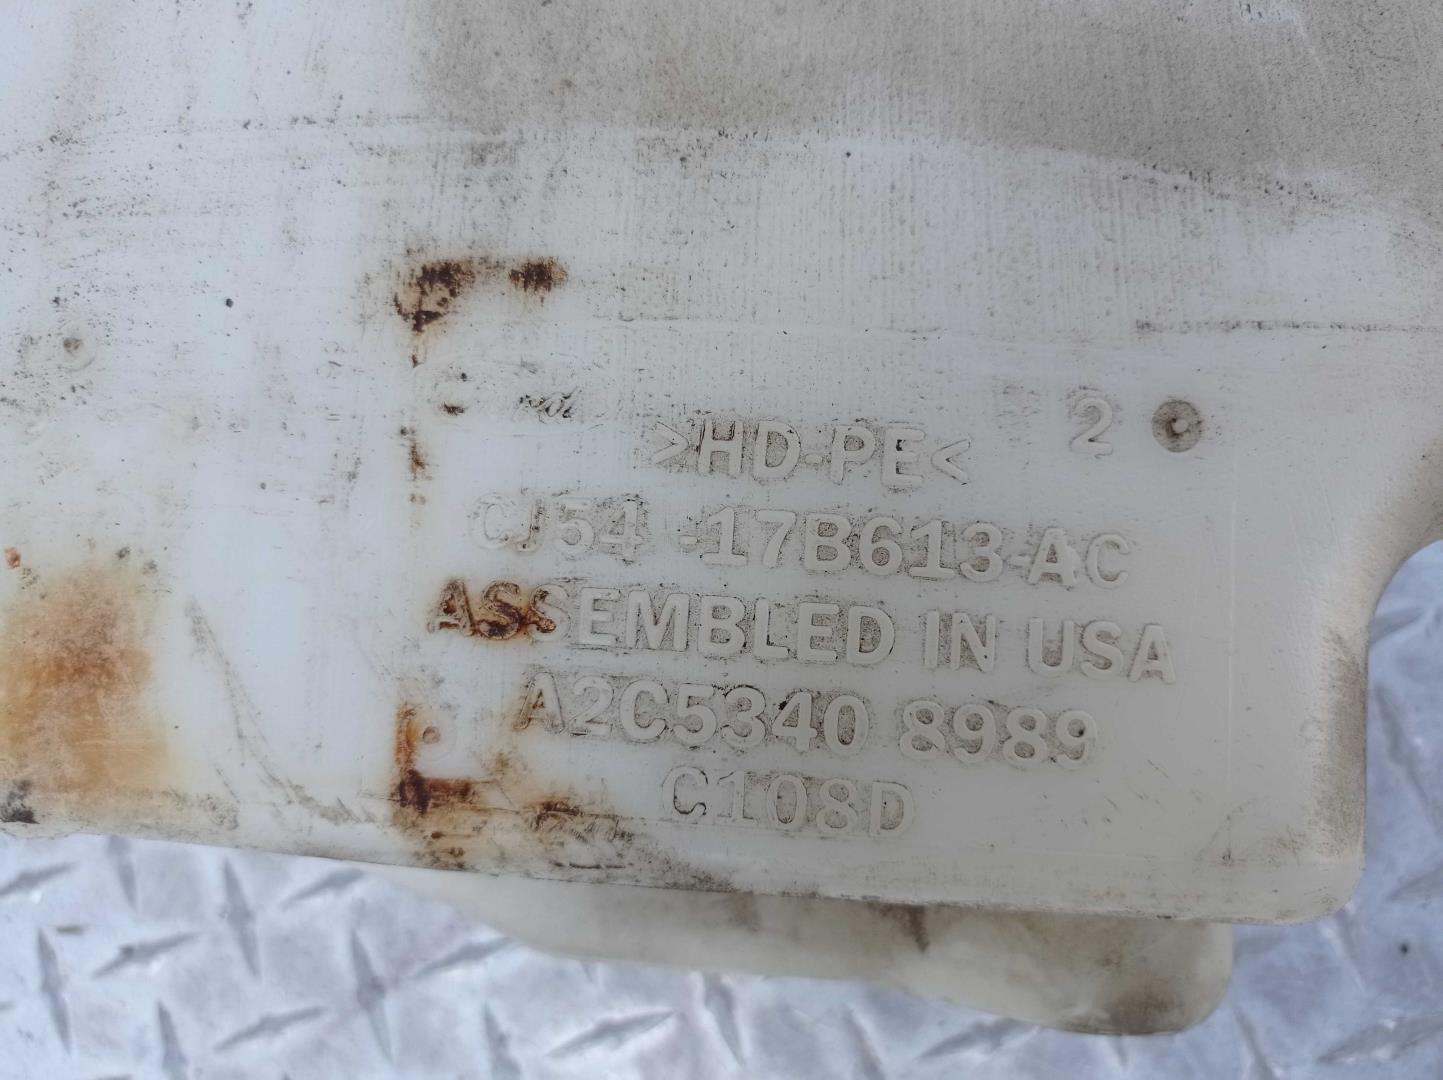 2
>HD-PE<
CJ54-17B613-AC
ASSEMBLED IN USA
A2C5340 8989
C108D